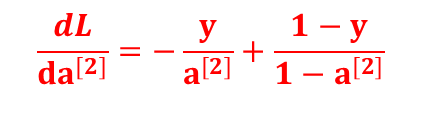 dL/da^[2] = − y/a^[2] + (1 − y)/(1 − a^[2])